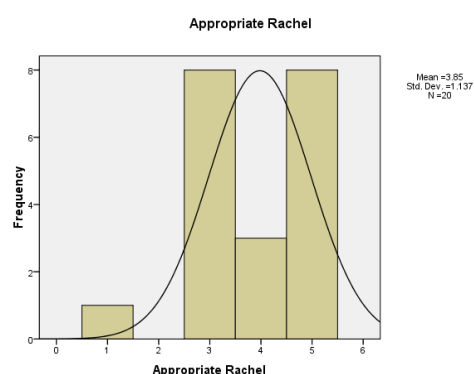 Appropriate Rachel
Mean =3.85
Std. Dev. =1.137
N =20
8
6
4
2
0
Frequency
0 1 2 3 4 5 6
Appropriate Rachel